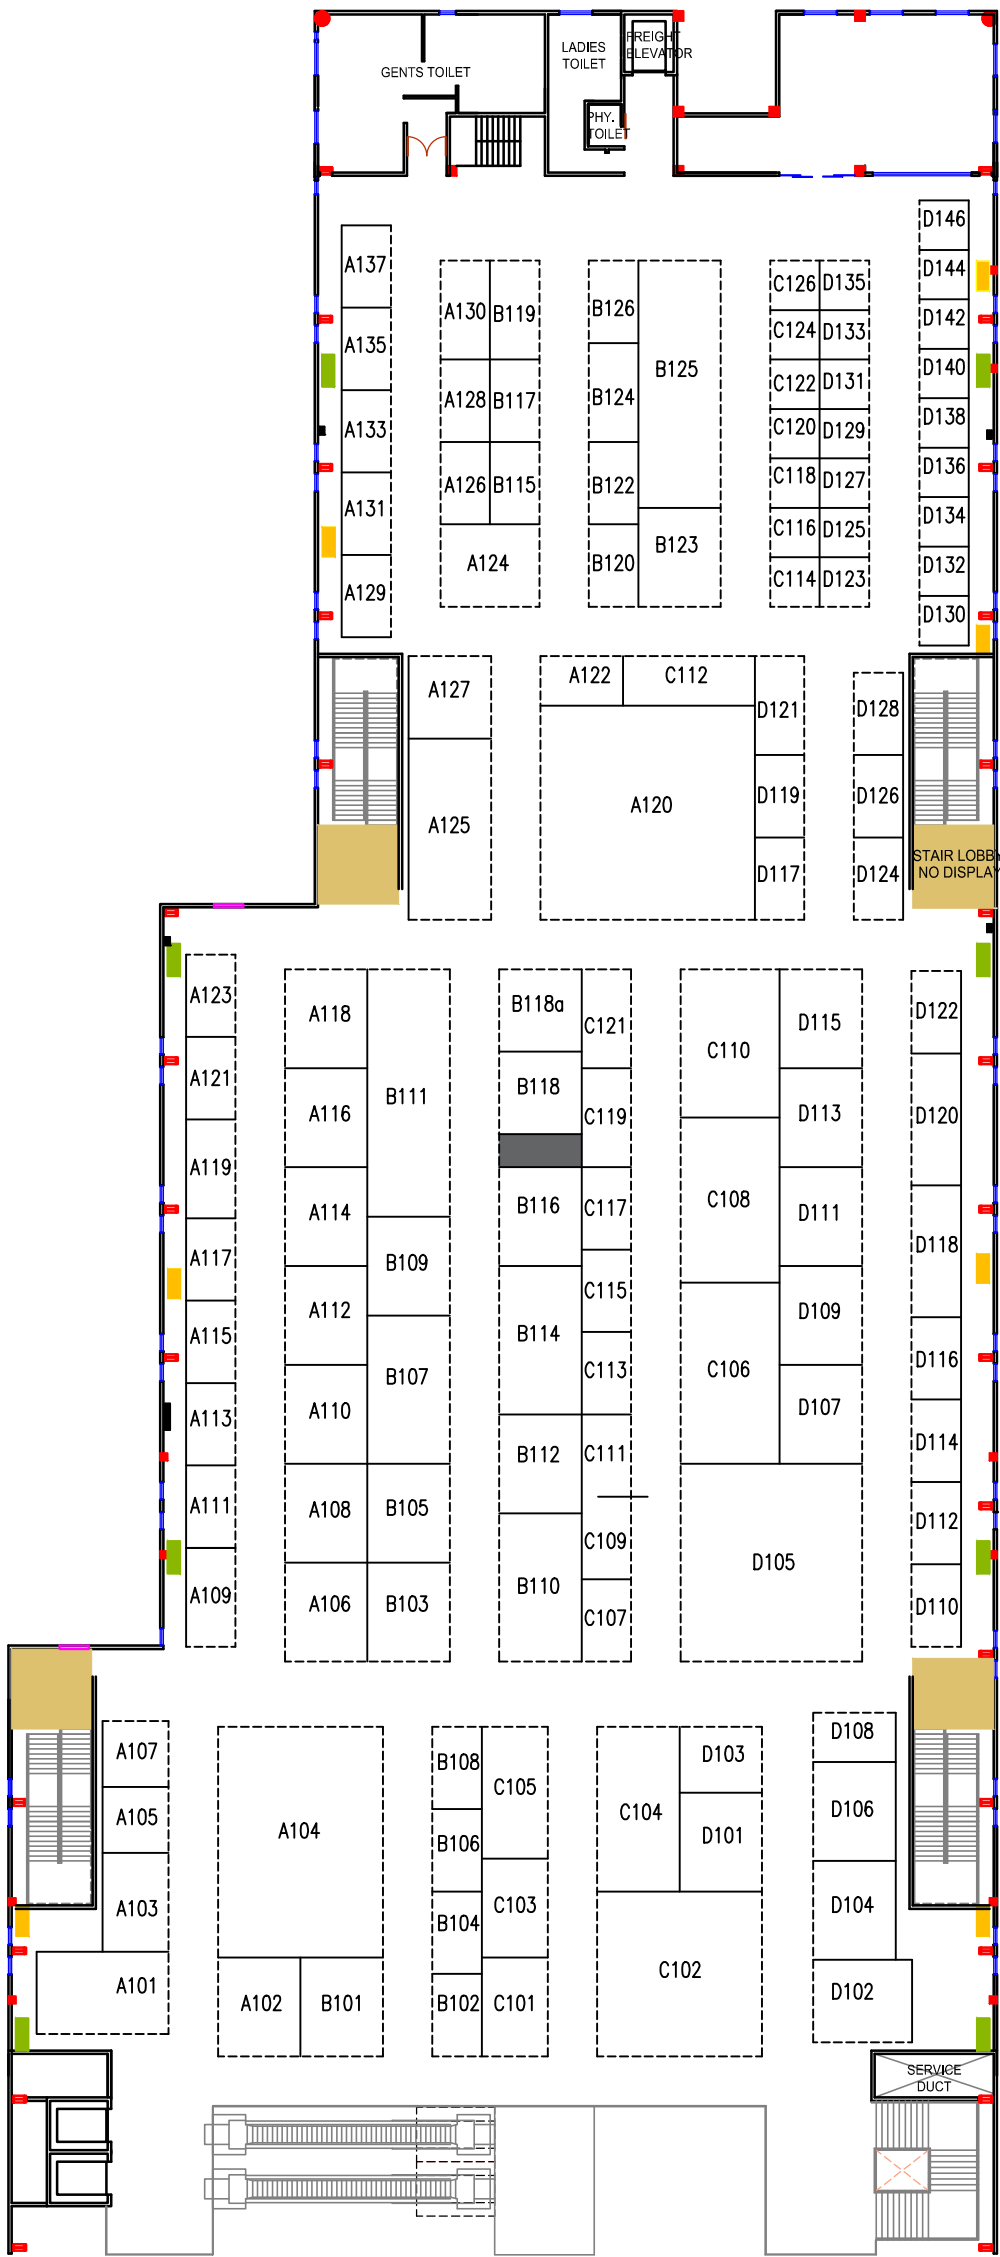 FREIGHT
ELEVATOR
LADIES
TOILET
GENTS TOILET
PHY.
TOILET
D146
A137
D144
C126 D135
A130 B119
B126
D142
C124 D133
A135
D140
B125
C122 D131
A128 B117
B124
D138
A133
C120 D129
D136
C118 D127
A126 B115
B122
A131
D134
C116 D125
B123
A124
B120
D132
C114 D123
A129
D130
A122
C112
A127
D121
D128
D119
D126
A120
A125
STAIR LOBBY
NO DISPLAY
D117
D124
A123
B118a
A118
D122
C121
D115
C110
A121
B118
B111
A116
C119
D113
D120
A119
B116
C117
A114
C108
D111
D118
A117
B109
C115
A112
D109
A115
B114
D116
C113
C106
B107
A113
A110
D107
D114
B112
C111
A111
A108
B105
D112
C109
D105
B110
A109
A106
B103
C107
D110
D108
A107
D103
B108
C105
A105
C104
D106
A104
D101
B106
A103
D104
B104
C103
C102
A101
D102
A102
B101
B102 C101
SERVICE
DUCT